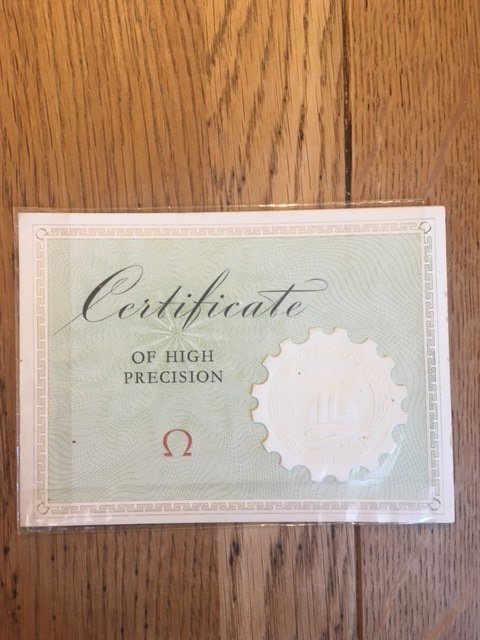 Certificate
OF HIGH
PRECISION
Ω